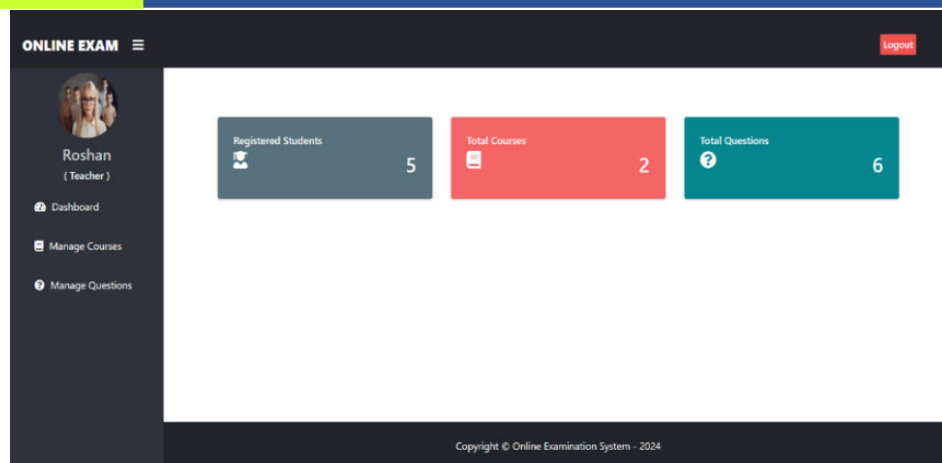 ONLINE EXAM
Logout
Roshan
( Teacher )
Dashboard
Manage Courses
Manage Questions
Registered Students
5
Total Courses
2
Total Questions
6
Copyright © Online Examination System - 2024